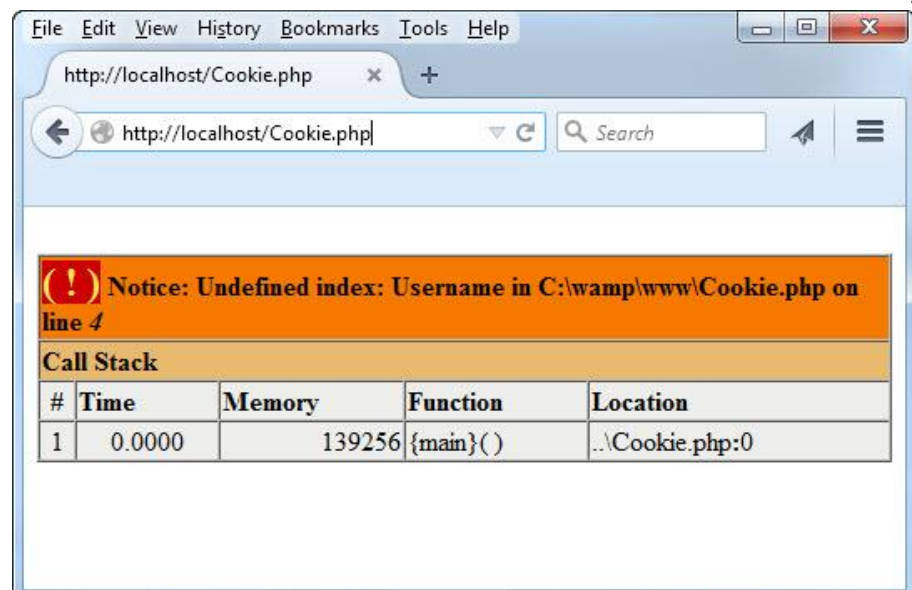 File Edit View History Bookmarks Tools Help
http://localhost/Cookie.php
http://localhost/Cookie.php
Search
( ! ) Notice: Undefined index: Username in C:\wamp\www\Cookie.php on
line 4
Call Stack
# Time Memory Function Location
1 0.0000 139256 {main}( ) ..\Cookie.php:0